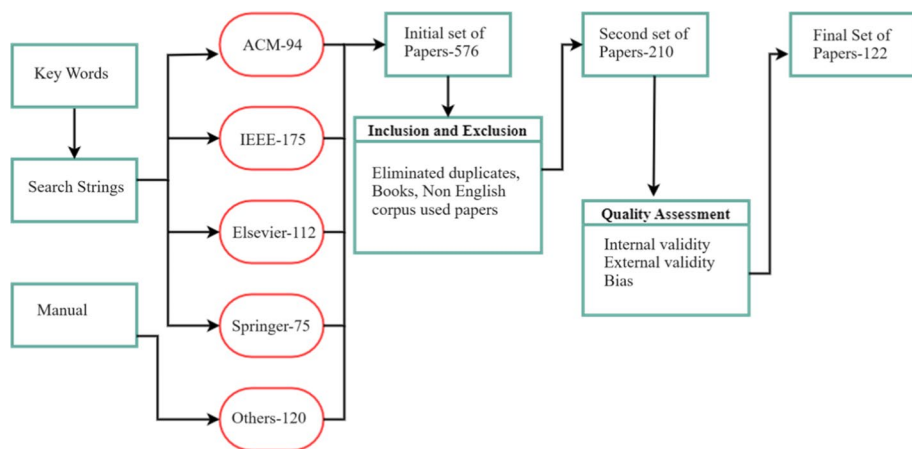 Key Words
Search Strings
Manual
ACM-94
IEEE-175
Elsevier-112
Springer-75
Others-120
Initial set of
Papers-576
Inclusion and Exclusion
Eliminated duplicates,
Books, Non English
corpus used papers
Second set of
Papers-210
Quality Assessment
Internal validity
External validity
Bias
Final Set of
Papers-122